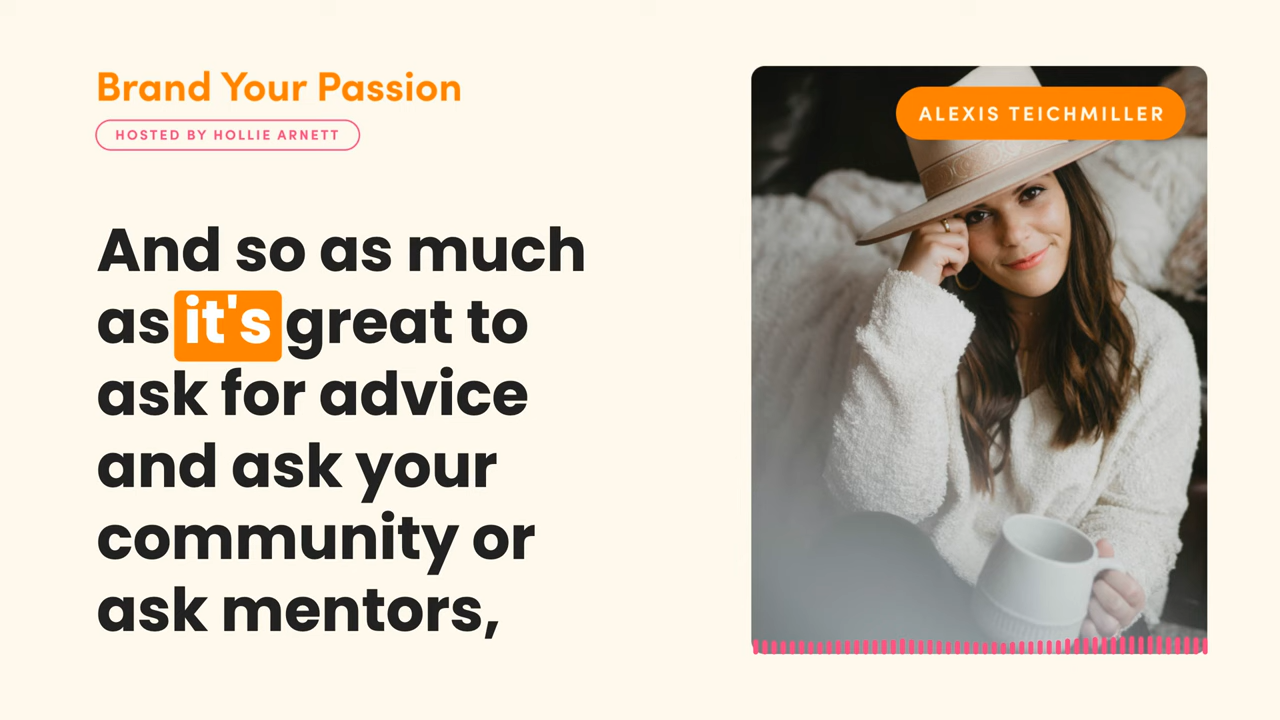 Brand Your Passion
HOSTED BY HOLLIE ARNETT
ALEXIS TEICHMILLER
And so as much
as it's great to
ask for advice
and ask your
community or
ask mentors,